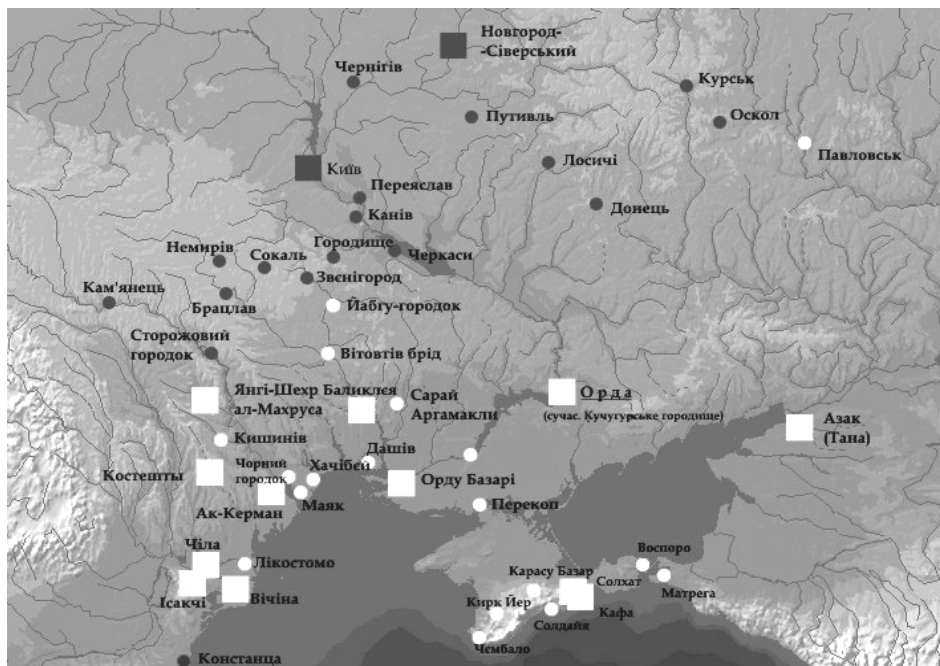 Новгород-
-Сіверський
Чернігів
Курськ
Оскол
Путивль
Павловськ
Лосичі
Київ
Переяслав
Донець
Канів
Городище
Черкаси
Немирів
Сокаль
Звєнігород
Кам'янець
Брацлав
Йабгу-городок
Сторожовий
городок
Вітовтів брід
Янгі-Шехр Баликлєя
ал-Махруса
Сарай
Аргамакли
Орда
(сучас. Кучугурське городище)
Азак
(Тана)
Кишинів
Дашів
Костешты
Чорний
городок
Хачібей
Орду Базарі
Маяк
Ак-Керман
Перекоп
Чіла
Лікостомо
Воспоро
Ісакчі
Вічіна
Карасу Базар
Солхат
Матрега
Кирк Йер
Кафа
Солдайя
Чембало
Констанца